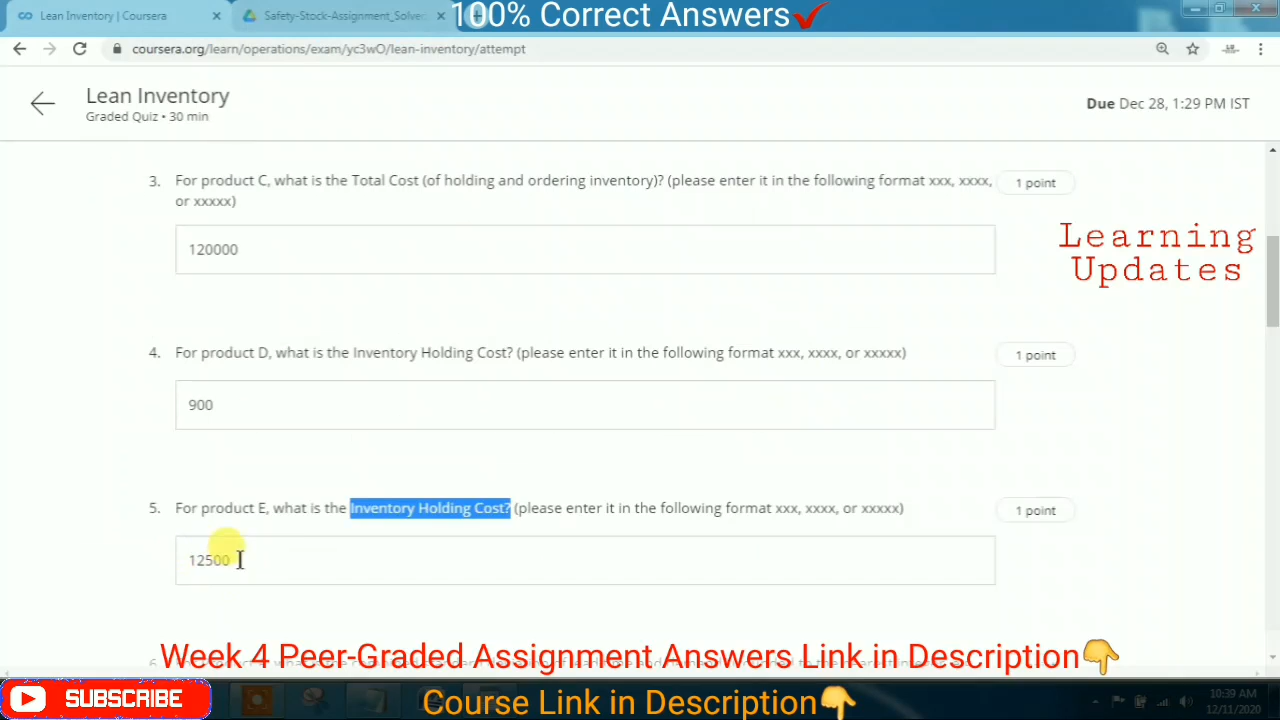 Lean Inventory | Coursera
Safety-Stock-Assignment_Solve
100% Correct Answers
coursera.org/learn/operations/exam/yc3wO/lean-inventory/attempt
Lean Inventory
Graded Quiz • 30 min
Due Dec 28, 1:29 PM IST
3. For product C, what is the Total Cost (of holding and ordering inventory)? (please enter it in the following format xxx, xxxx,
or xxxxx)
1 point
120000
Learning
Updates
4. For product D, what is the Inventory Holding Cost? (please enter it in the following format xxx, xxxx, or xxxxx)
1 point
900
5. For product E, what is the Inventory Holding Cost? (please enter it in the following format xxx, xxxx, or xxxxx)
1 point
12500
Week 4 Peer-Graded Assignment Answers Link in Description
SUBSCRIBE
Course Link in Description
10:39 AM
12/11/2020